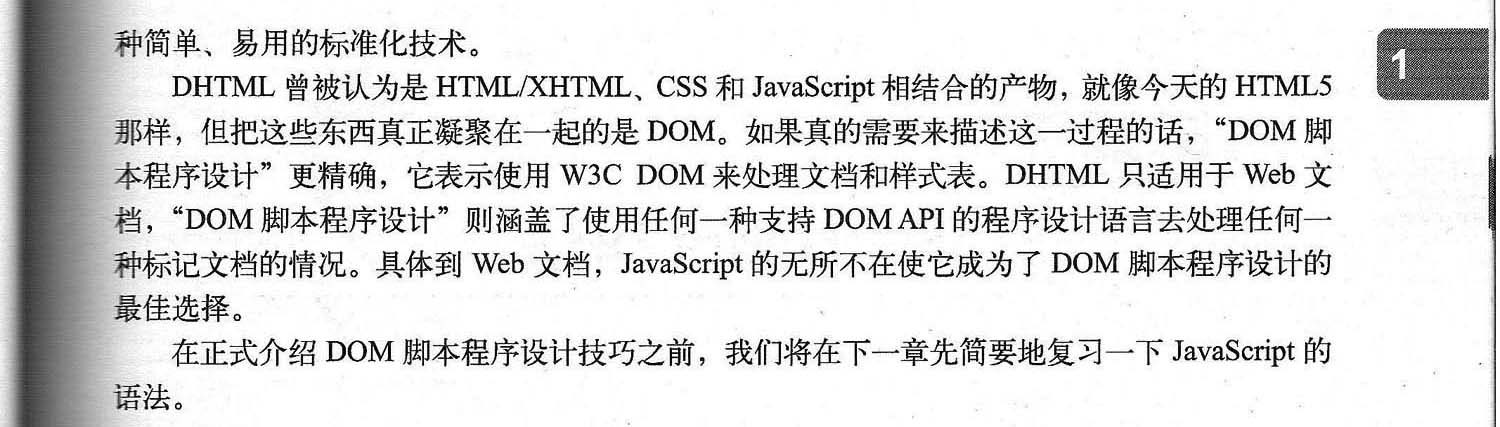 种简单、易用的标准化技术。
DHTML 曾被认为是 HTML/XHTML、CSS 和 JavaScript 相结合的产物，就像今天的 HTML5
那样，但把这些东西真正凝聚在一起的是 DOM。如果真的需要来描述这一过程的话，“DOM 脚
本程序设计”更精确，它表示使用 W3C DOM 来处理文档和样式表。DHTML 只适用于 Web 文
档，“DOM 脚本程序设计”则涵盖了使用任何一种支持 DOM API 的程序设计语言去处理任何一
种标记文档的情况。具体到 Web 文档，JavaScript 的无所不在使它成为了 DOM 脚本程序设计的
最佳选择。
在正式介绍 DOM 脚本程序设计技巧之前，我们将在下一章先简要地复习一下 JavaScript 的
语法。
1